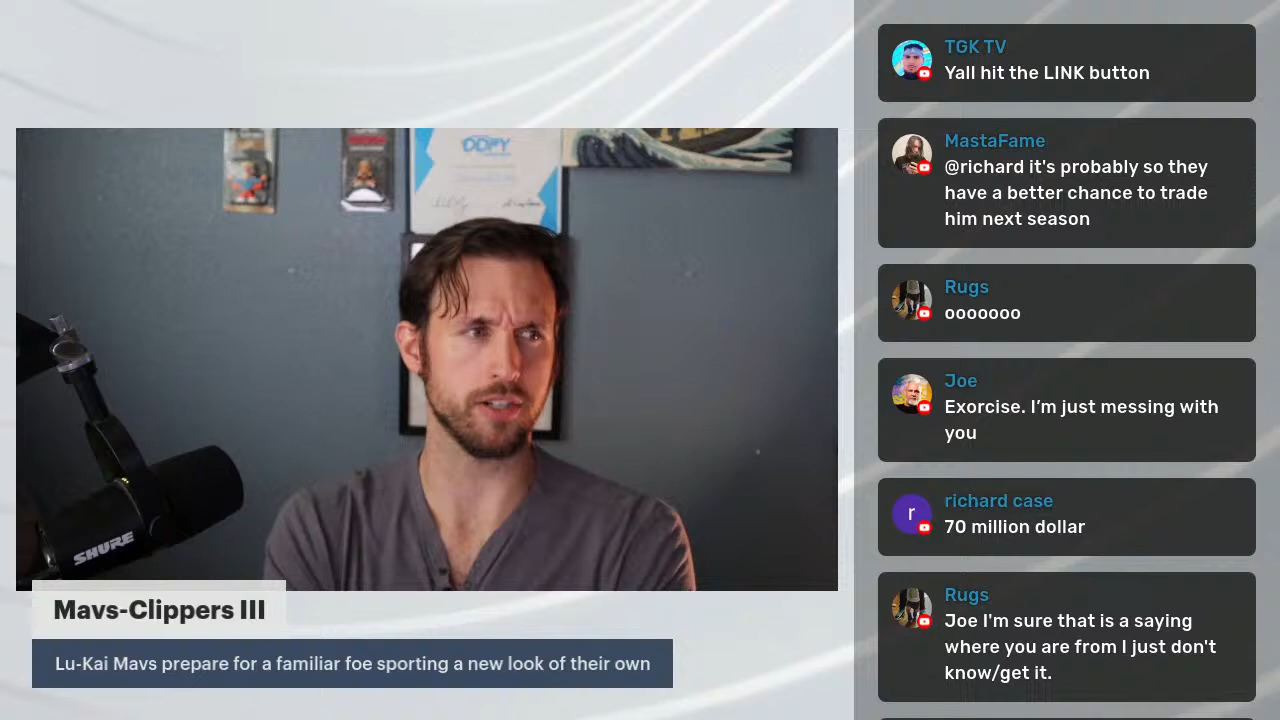 TGK TV
Yall hit the LINK button
MastaFame
@richard it's probably so they
have a better chance to trade
him next season
Rugs
ooooooo
Joe
Exorcise. I’m just messing with
you
r
richard case
70 million dollar
Rugs
Joe I'm sure that is a saying
where you are from I just don't
know/get it.
SHURE
Mavs-Clippers III
Lu-Kai Mavs prepare for a familiar foe sporting a new look of their own